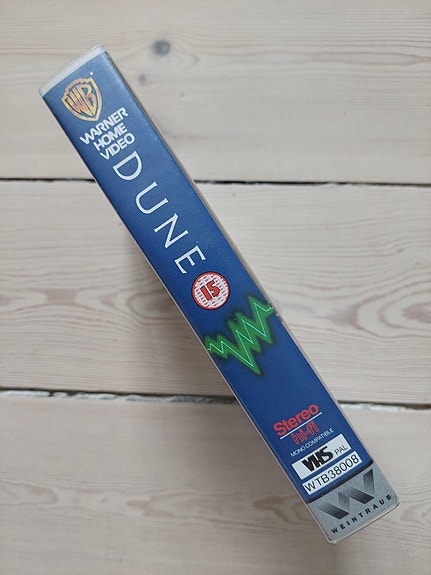 WB
WARNER
HOME
VIDEO
DUNE
15
Stereo
hi-fi
MONO COMPATIBLE
VHS PAL
WTB38008
W
WEINTRAUB